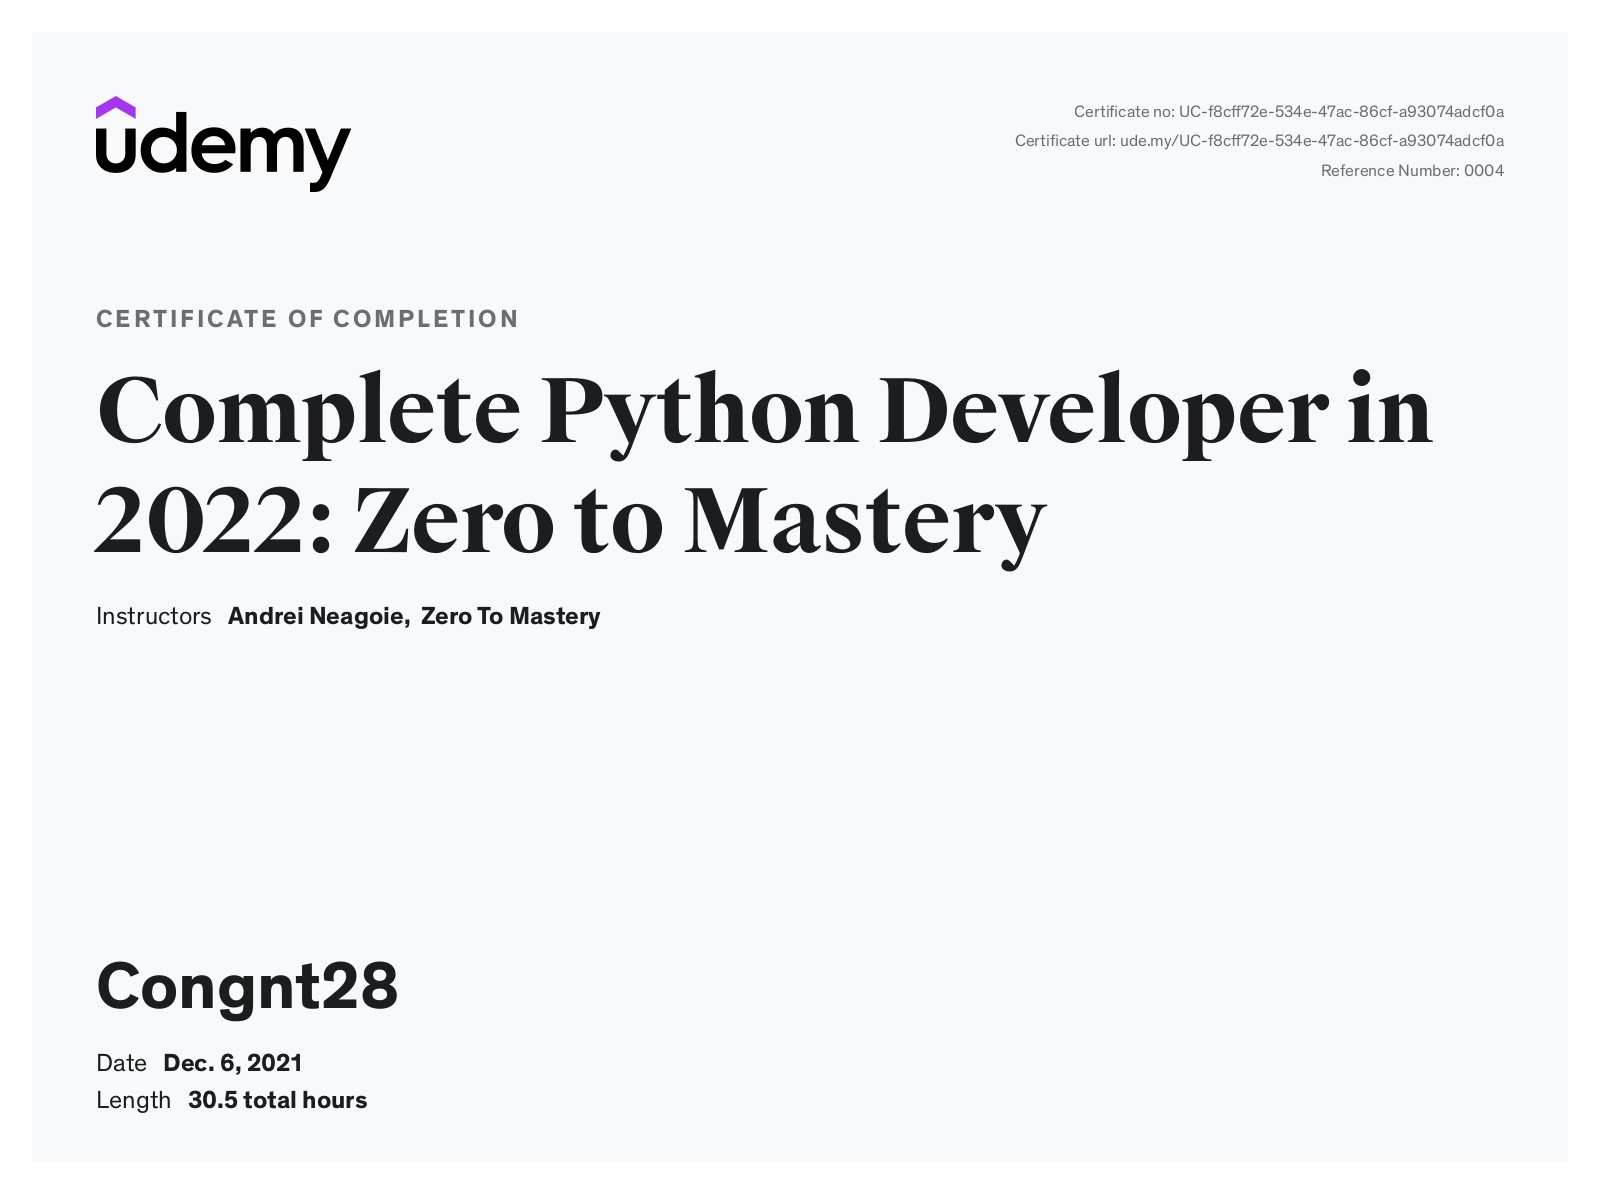 udemy
Certificate no: UC-f8cff72e-534e-47ac-86cf-a93074adcf0a
Certificate url: ude.my/UC-f8cff72e-534e-47ac-86cf-a93074adcf0a
Reference Number: 0004
CERTIFICATE OF COMPLETION
Complete Python Developer in
2022: Zero to Mastery
Instructors Andrei Neagoie, Zero To Mastery
Congnt28
Date Dec. 6, 2021
Length 30.5 total hours